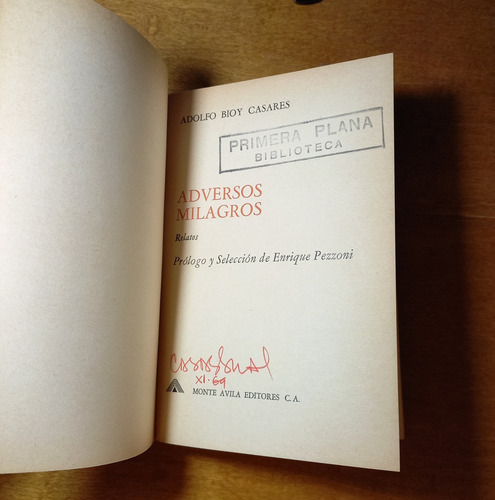 ADOLFO BIOY CASARES
PRIMERA PLANA
BIBLIOTECA
ADVERSOS
MILAGROS
Relatos
Prólogo y Selección de Enrique Pezzoni
XI-69
MONTE AVILA EDITORES C. A.